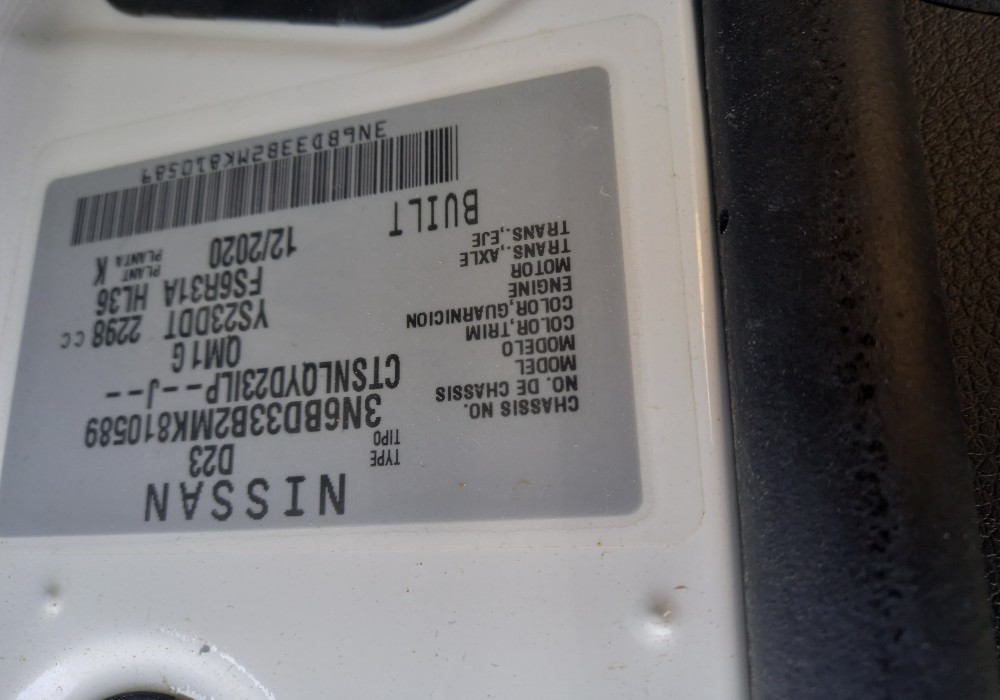 NISSAN
TYPE
TIPO D23
CHASSIS NO.
NO. DE CHASSIS 3N6BD33B2MK810589
MODEL
MODELO CTSNLQYD23ILP--J--
COLOR,TRIM
COLOR,GUARNICION QM1 G
ENGINE
MOTOR YS23DDT 2298 cc
TRANS.,AXLE
TRANS.,EJE FS6R31A HL36
PLANT
PLANTA K
BUILT 12/2020
3N6BD33B2MK810589